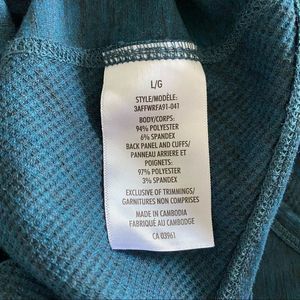 L/G
STYLE/MODÈLE:
3AFFWRFA91-041
BODY/CORPS:
94% POLYESTER
6% SPANDEX
BACK PANEL AND CUFFS/
PANNEAU ARRIERE ET
POIGNETS:
97% POLYESTER
3% SPANDEX
EXCLUSIVE OF TRIMMINGS/
GARNITURES NON COMPRISES
MADE IN CAMBODIA
FABRIQUÉ AU CAMBODGE
CA 03961